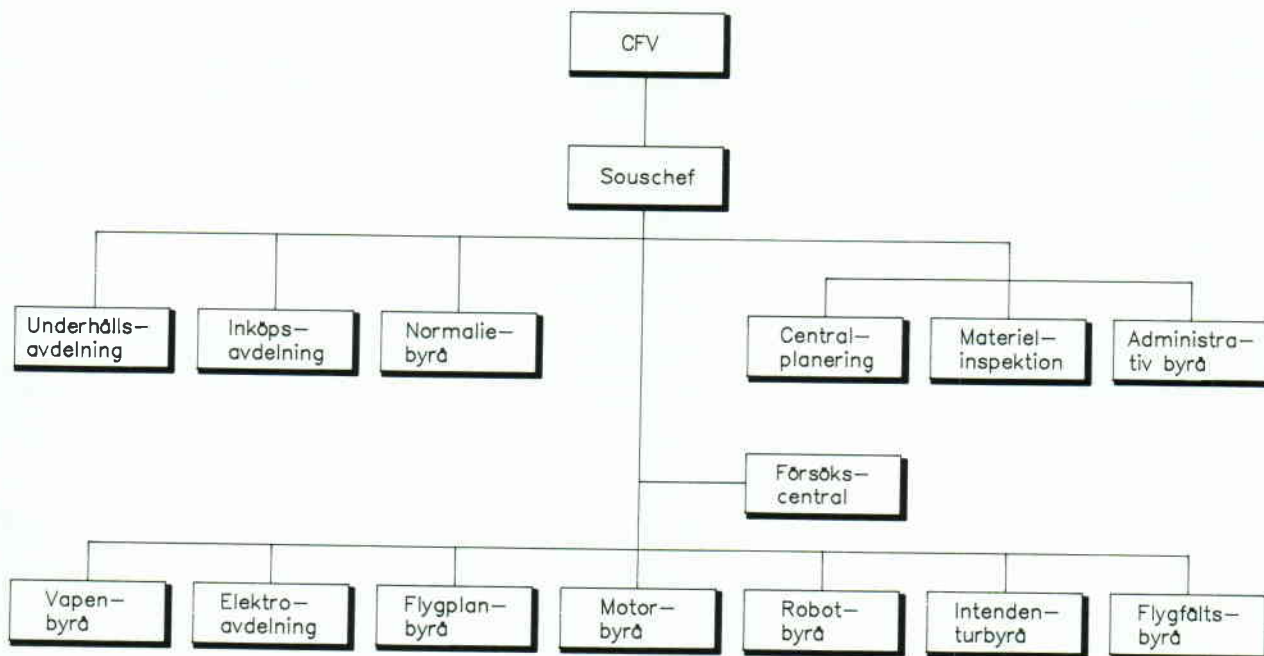 CFV
Souschef
Underhålls-
avdelning
Inköps-
avdelning
Normalie-
byrå
Central-
planering
Materiel-
inspektion
Administra-
tiv byrå
Försöks-
central
Vapen-
byrå
Elektro-
avdelning
Flygplan-
byrå
Motor-
byrå
Robot-
byrå
Intenden-
turbyrå
Flygfälts-
byrå